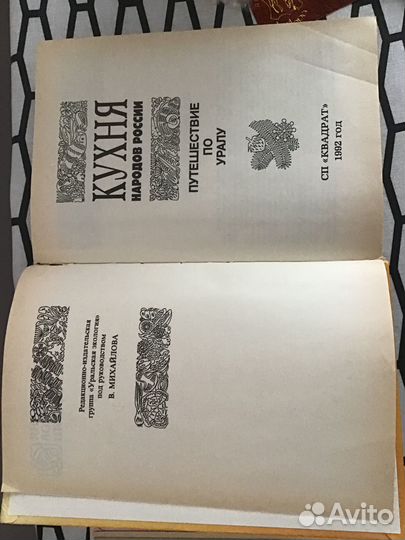 Редакционно-издательская
группа «Уральская экология»
под руководством
В. МИХАЙЛОВА
КУХНЯ
НАРОДОВ РОССИИ
ПУТЕШЕСТВИЕ
ПО
УРАЛУ
СП «КВАДРАТ»
1992 год
Avito